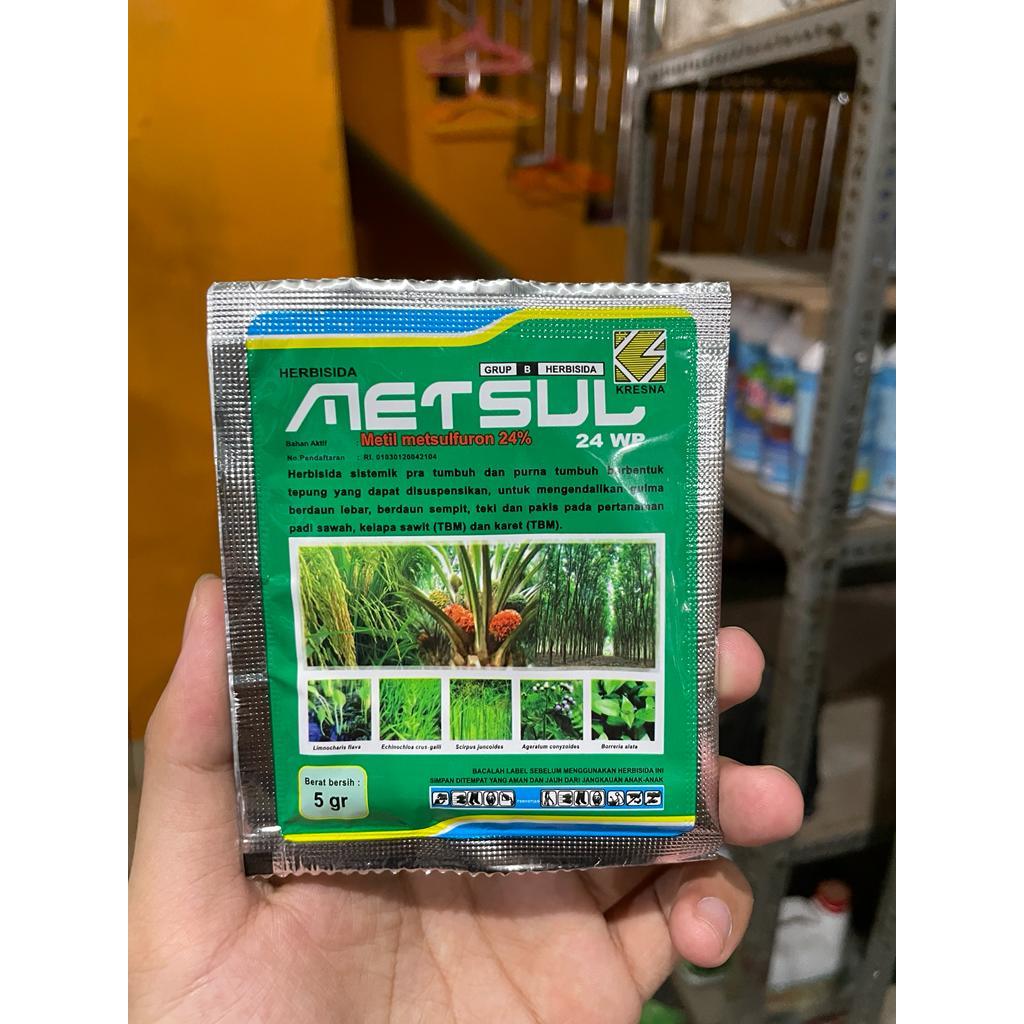 HERBISIDA
GRUP B HERBISIDA
KRESNA
METSUL
24 WP
Bahan Aktif : Metil metsulfuron 24%
No.Pendaftaran : RI. 01030120042104
Herbisida sistemik pra tumbuh dan purna tumbuh berbentuk
tepung yang dapat disuspensikan, untuk mengendalikan gulma
berdaun lebar, berdaun sempit, teki dan pakis pada pertanaman
padi sawah, kelapa sawit (TBM) dan karet (TBM).
Limnocharis flava
Echinochloa crus-galli
Scirpus juncoides
Ageratum conyzoides
Borreria alata
BACALAH LABEL SEBELUM MENGGUNAKAN HERBISIDA INI
SIMPAN DITEMPAT YANG AMAN DAN JAUH DARI JANGKAUAN ANAK-ANAK
Berat bersih :
5 gr
PERHATIAN